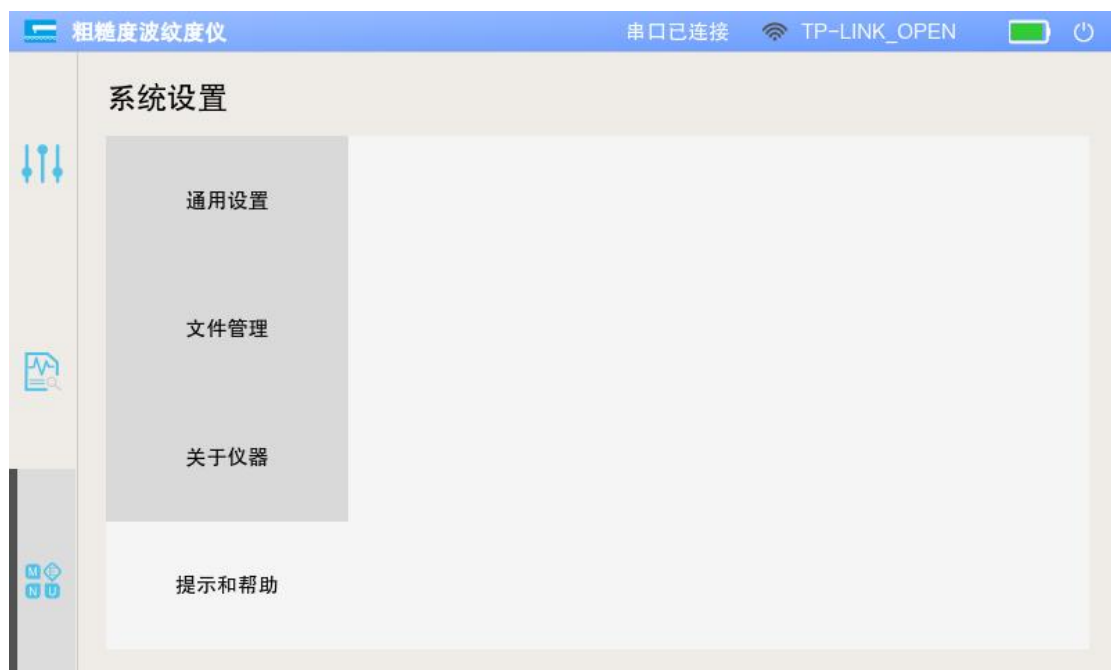 粗糙度波纹度仪 串口已连接 TP-LINK_OPEN
系统设置
通用设置
文件管理
关于仪器
提示和帮助
M
N U